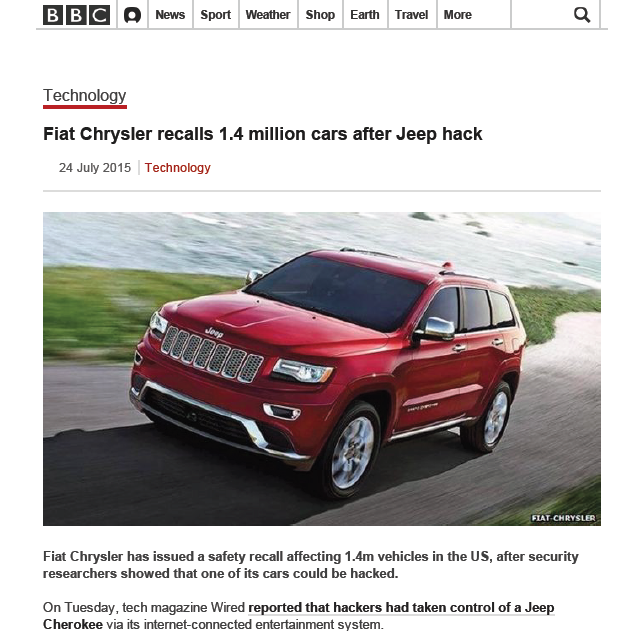 BBC News Sport Weather Shop Earth Travel More
Technology
Fiat Chrysler recalls 1.4 million cars after Jeep hack
24 July 2015 Technology
Jeep
FIAT-CHRYSLER
Fiat Chrysler has issued a safety recall affecting 1.4m vehicles in the US, after security
researchers showed that one of its cars could be hacked.
On Tuesday, tech magazine Wired reported that hackers had taken control of a Jeep
Cherokee via its internet-connected entertainment system.